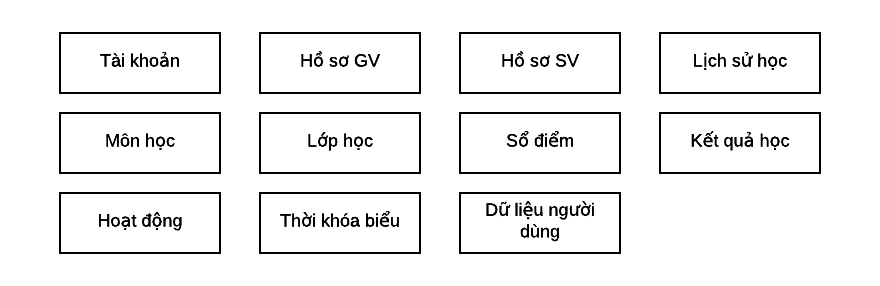 Tài khoản
Hồ sơ GV
Hồ sơ SV
Lịch sử học
Môn học
Lớp học
Sổ điểm
Kết quả học
Hoạt động
Thời khóa biểu
Dữ liệu người
dùng